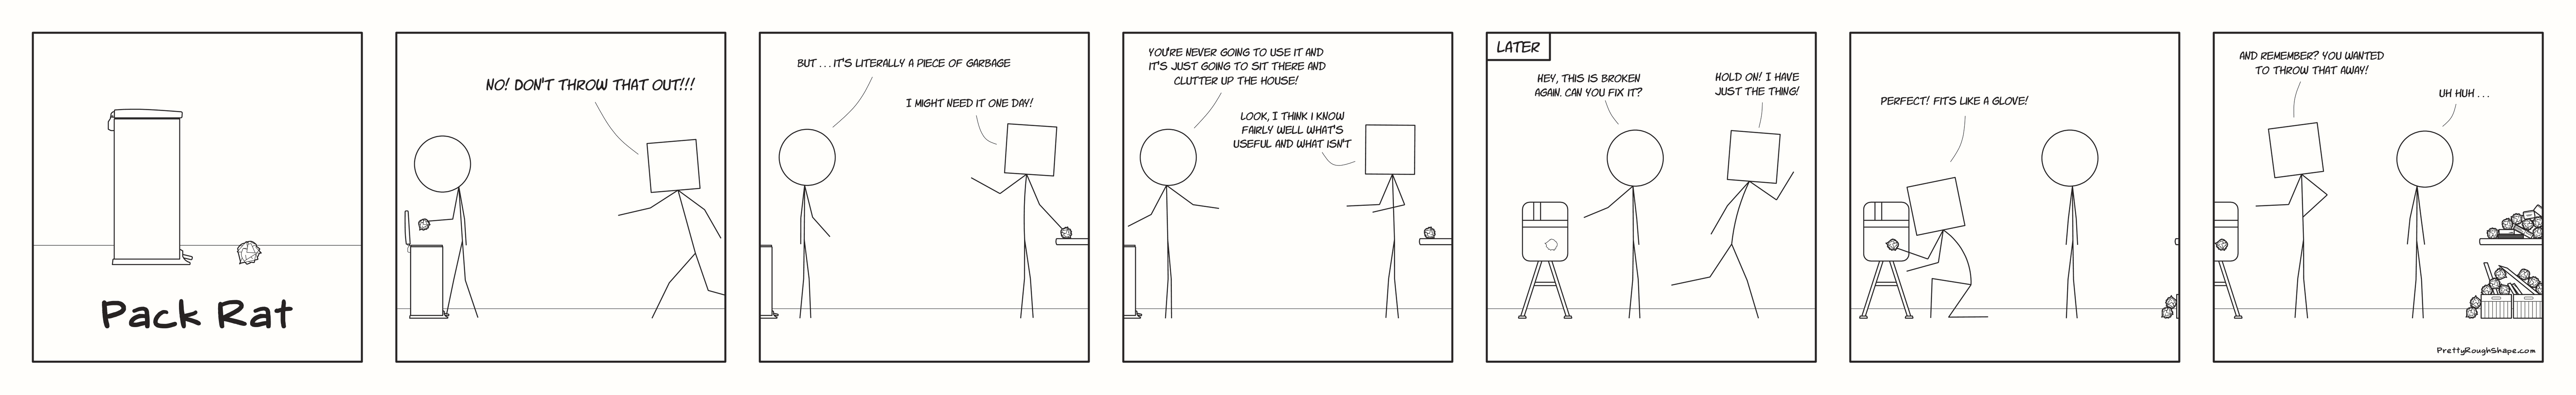 Pack Rat
NO! DON'T THROW THAT OUT!!!
BUT . . . IT'S LITERALLY A PIECE OF GARBAGE
I MIGHT NEED IT ONE DAY!
YOU'RE NEVER GOING TO USE IT AND
IT'S JUST GOING TO SIT THERE AND
CLUTTER UP THE HOUSE!
LOOK, I THINK I KNOW
FAIRLY WELL WHAT'S
USEFUL AND WHAT ISN'T
LATER
HEY, THIS IS BROKEN
AGAIN. CAN YOU FIX IT?
HOLD ON! I HAVE
JUST THE THING!
PERFECT! FITS LIKE A GLOVE!
AND REMEMBER? YOU WANTED
TO THROW THAT AWAY!
UH HUH . . .
PrettyRoughShape.com